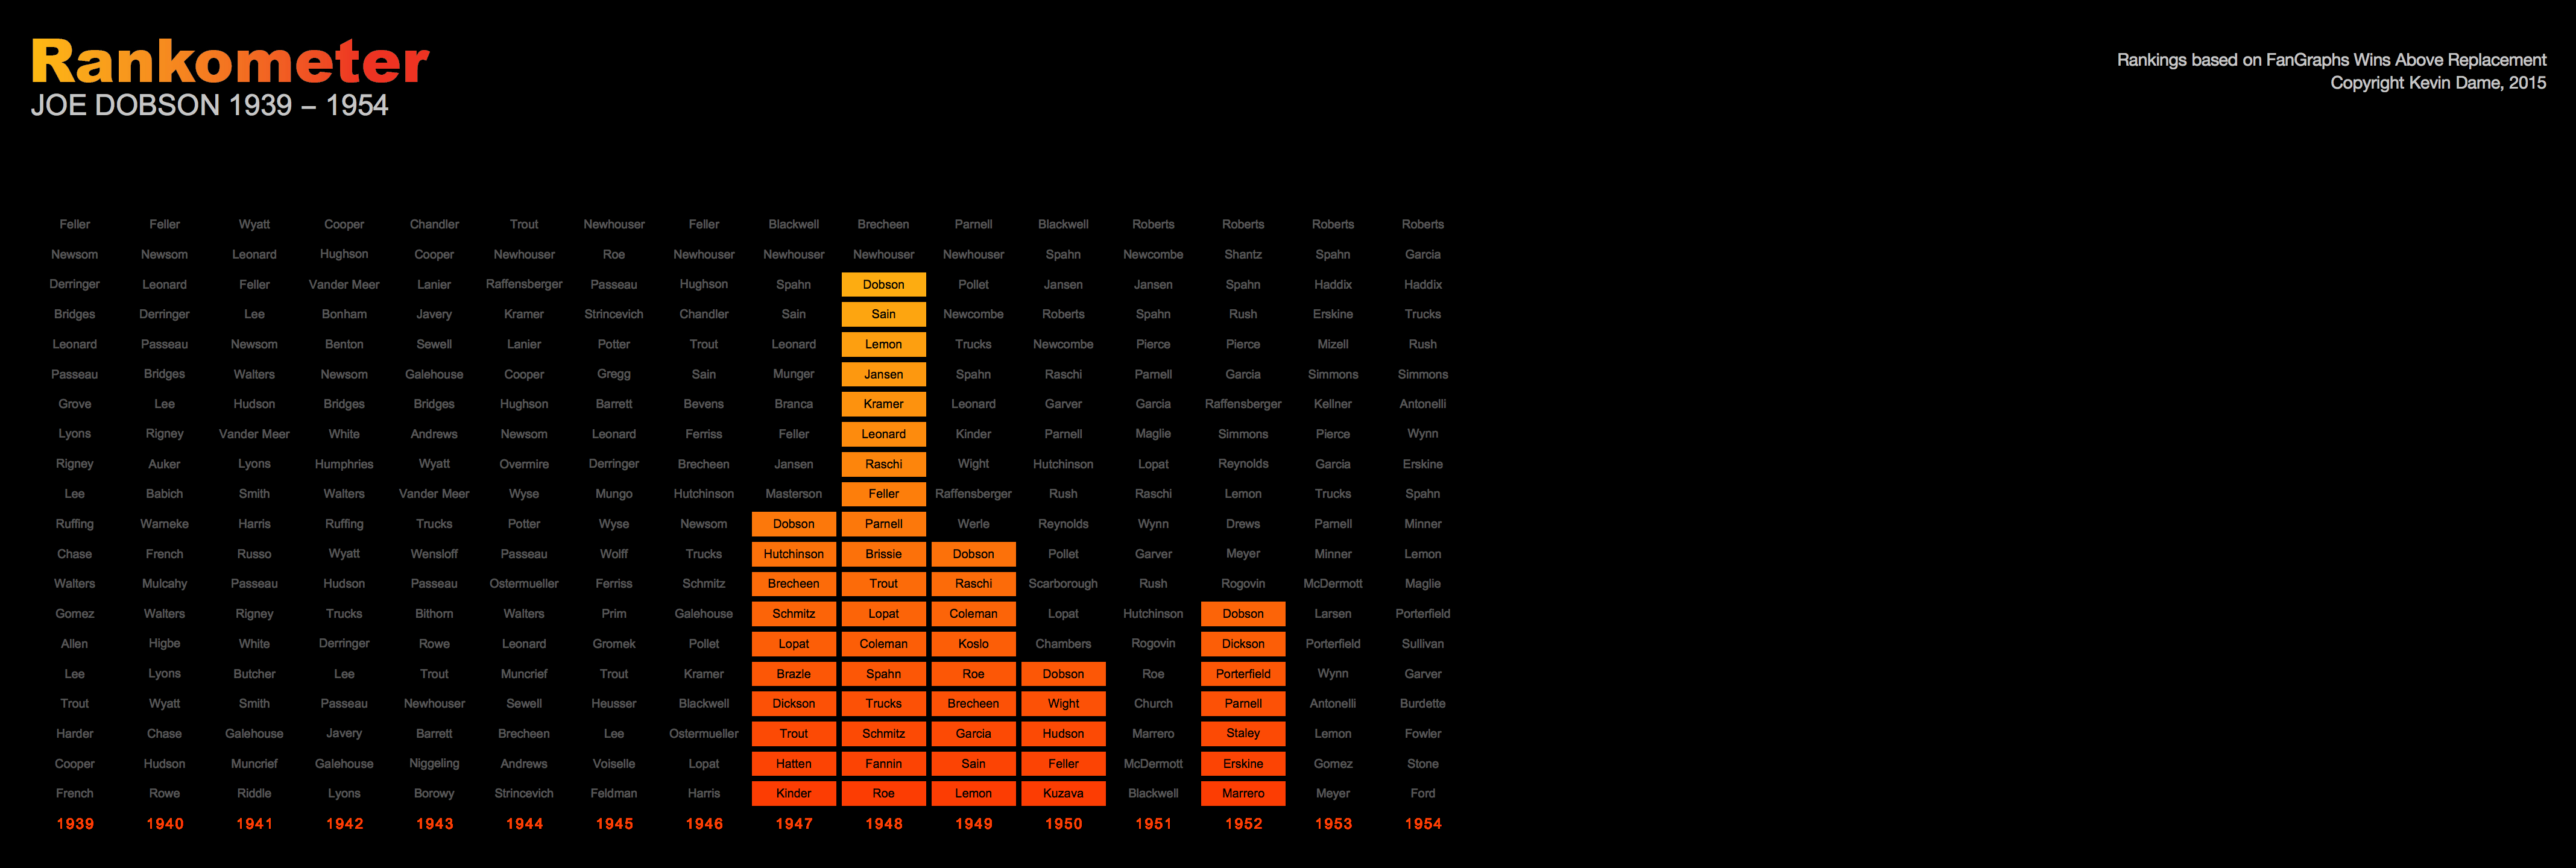 Rankometer
JOE DOBSON 1939 – 1954
Rankings based on FanGraphs Wins Above Replacement
Copyright Kevin Dame, 2015
Feller Feller Wyatt Cooper Chandler Trout Newhouser Feller Blackwell Brecheen Parnell Blackwell Roberts Roberts Roberts Roberts
Newsom Newsom Leonard Hughson Cooper Newhouser Roe Newhouser Newhouser Newhouser Newhouser Spahn Newcombe Shantz Spahn Garcia
Derringer Leonard Feller Vander Meer Lanier Raffensberger Passeau Hughson Spahn Dobson Pollet Jansen Jansen Spahn Haddix Haddix
Bridges Derringer Lee Bonham Javery Kramer Strincevich Chandler Sain Sain Newcombe Roberts Spahn Rush Erskine Trucks
Leonard Passeau Newsom Benton Sewell Lanier Potter Trout Leonard Lemon Trucks Newcombe Pierce Pierce Mizell Rush
Passeau Bridges Walters Newsom Galehouse Cooper Gregg Sain Munger Jansen Spahn Raschi Parnell Garcia Simmons Simmons
Grove Lee Hudson Bridges Bridges Hughson Barrett Bevens Branca Kramer Leonard Garver Garcia Raffensberger Kellner Antonelli
Lyons Rigney Vander Meer White Andrews Newsom Leonard Ferriss Feller Leonard Kinder Parnell Maglie Simmons Pierce Wynn
Rigney Auker Lyons Humphries Wyatt Overmire Derringer Brecheen Jansen Raschi Wight Hutchinson Lopat Reynolds Garcia Erskine
Lee Babich Smith Walters Vander Meer Wyse Mungo Hutchinson Masterson Feller Raffensberger Rush Raschi Lemon Trucks Spahn
Ruffing Warneke Harris Ruffing Trucks Potter Wyse Newsom Dobson Parnell Werle Reynolds Wynn Drews Parnell Minner
Chase French Russo Wyatt Wensloff Passeau Wolff Trucks Hutchinson Brissie Dobson Pollet Garver Meyer Minner Lemon
Walters Mulcahy Passeau Hudson Passeau Ostermueller Ferriss Schmitz Brecheen Trout Raschi Scarborough Rush Rogovin McDermott Maglie
Gomez Walters Rigney Trucks Bithorn Walters Prim Galehouse Schmitz Lopat Coleman Lopat Hutchinson Dobson Larsen Porterfield
Allen Higbe White Derringer Rowe Leonard Gromek Pollet Lopat Coleman Koslo Chambers Rogovin Dickson Porterfield Sullivan
Lee Lyons Butcher Lee Trout Muncrief Trout Kramer Brazle Spahn Roe Dobson Roe Porterfield Wynn Garver
Trout Wyatt Smith Passeau Newhouser Sewell Heusser Blackwell Dickson Trucks Brecheen Wight Church Parnell Antonelli Burdette
Harder Chase Galehouse Javery Barrett Brecheen Lee Ostermueller Trout Schmitz Garcia Hudson Marrero Staley Lemon Fowler
Cooper Hudson Muncrief Galehouse Niggeling Andrews Voiselle Lopat Hatten Fannin Sain Feller McDermott Erskine Gomez Stone
French Rowe Riddle Lyons Borowy Strincevich Feldman Harris Kinder Roe Lemon Kuzava Blackwell Marrero Meyer Ford
1939 1940 1941 1942 1943 1944 1945 1946 1947 1948 1949 1950 1951 1952 1953 1954